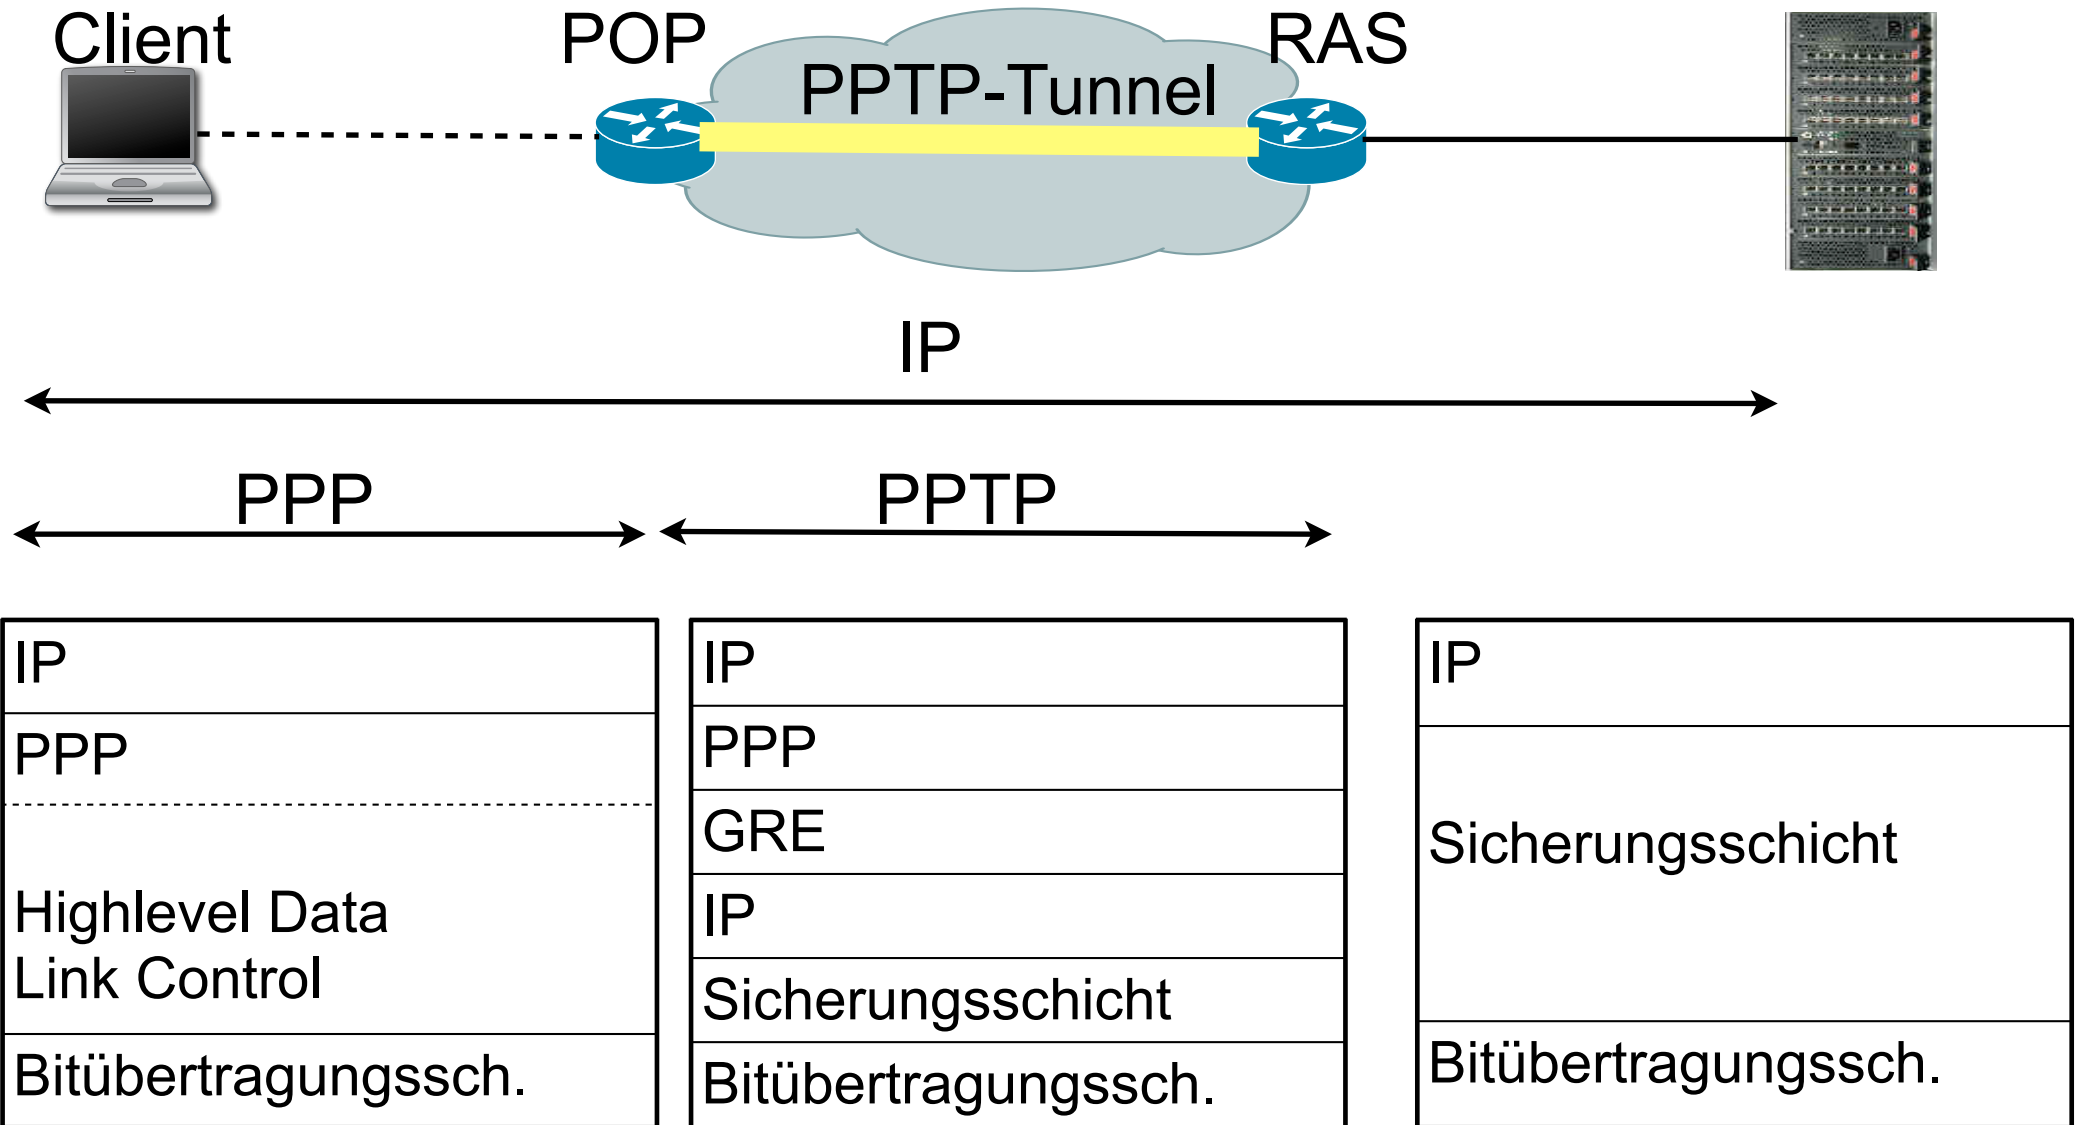 Client
POP
RAS
PPTP-Tunnel
IP
PPP
PPTP
IP
PPP
Highlevel Data
Link Control
Bitübertragungssch.
IP
PPP
GRE
IP
Sicherungsschicht
Bitübertragungssch.
IP
Sicherungsschicht
Bitübertragungssch.